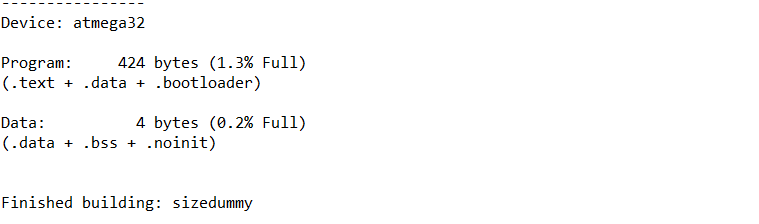 ----------------
Device: atmega32
Program:     424 bytes (1.3% Full)
(.text + .data + .bootloader)
Data:          4 bytes (0.2% Full)
(.data + .bss + .noinit)
Finished building: sizedummy